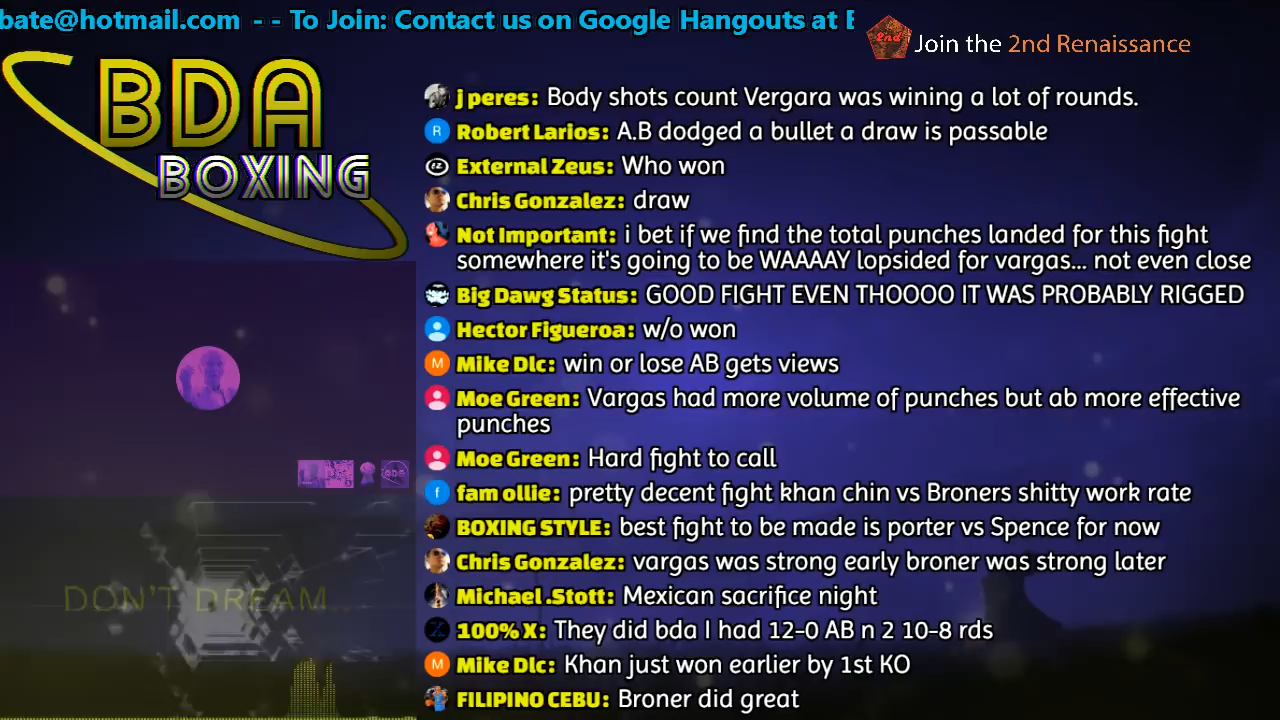 bate@hotmail.com - - To Join: Contact us on Google Hangouts at
Join the 2nd Renaissance
BDA
BOXING
j peres: Body shots count Vergara was wining a lot of rounds.
Robert Larios: A.B dodged a bullet a draw is passable
External Zeus: Who won
Chris Gonzalez: draw
Not Important: i bet if we find the total punches landed for this fight
somewhere it's going to be WAAAAY lopsided for vargas... not even close
Big Dawg Status: GOOD FIGHT EVEN THOOOO IT WAS PROBABLY RIGGED
Hector Figueroa: w/o won
Mike Dlc: win or lose AB gets views
Moe Green: Vargas had more volume of punches but ab more effective
punches
Moe Green: Hard fight to call
fam ollie: pretty decent fight khan chin vs Broners shitty work rate
BOXING STYLE: best fight to be made is porter vs Spence for now
Chris Gonzalez: vargas was strong early broner was strong later
Michael .Stott: Mexican sacrifice night
100% X: They did bda I had 12-0 AB n 2 10-8 rds
Mike Dlc: Khan just won earlier by 1st KO
FILIPINO CEBU: Broner did great
DON'T DREAM